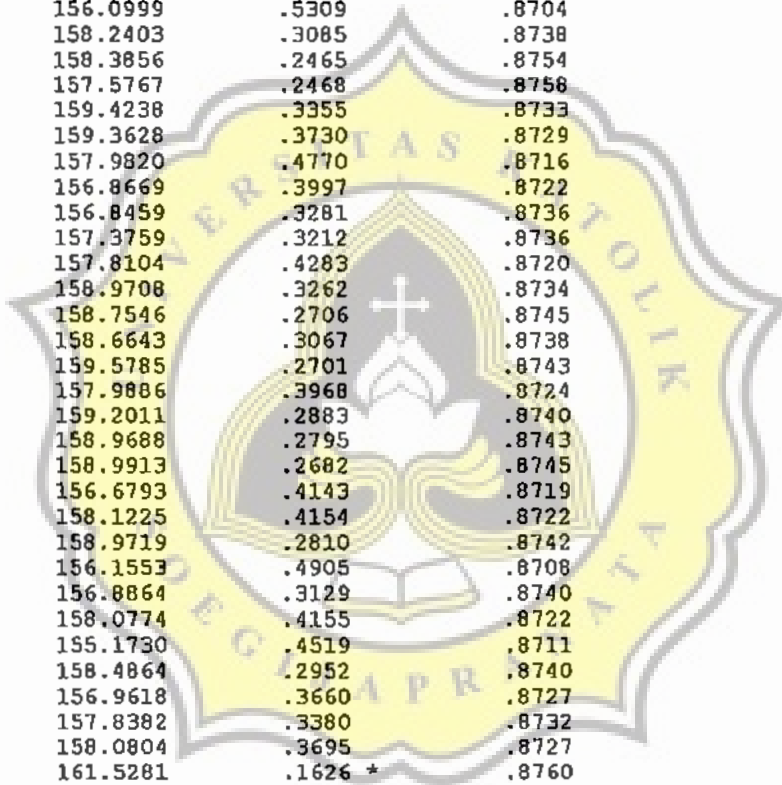 156.0999 .5309 .8704
158.2403 .3085 .8738
158.3856 .2465 .8754
157.5767 .2468 .8758
159.4238 .3355 .8733
159.3628 .3730 .8729
157.9820 .4770 .8716
156.8669 .3997 .8722
156.8459 .3281 .8736
157.3759 .3212 .8736
157.8104 .4283 .8720
158.9708 .3262 .8734
158.7546 .2706 .8745
158.6643 .3067 .8738
159.5785 .2701 .8743
157.9886 .3968 .8724
159.2011 .2883 .8740
158.9688 .2795 .8743
158.9913 .2682 .8745
156.6793 .4143 .8719
158.1225 .4154 .8722
158.9719 .2810 .8742
156.1553 .4905 .8708
156.8864 .3129 .8740
158.0774 .4155 .8722
155.1730 .4519 .8711
158.4864 .2952 .8740
156.9618 .3660 .8727
157.8382 .3380 .8732
158.0804 .3695 .8727
161.5281 .1626 * .8760
UNIVERSITAS KATOLIK
SOEGIJAPRANATA